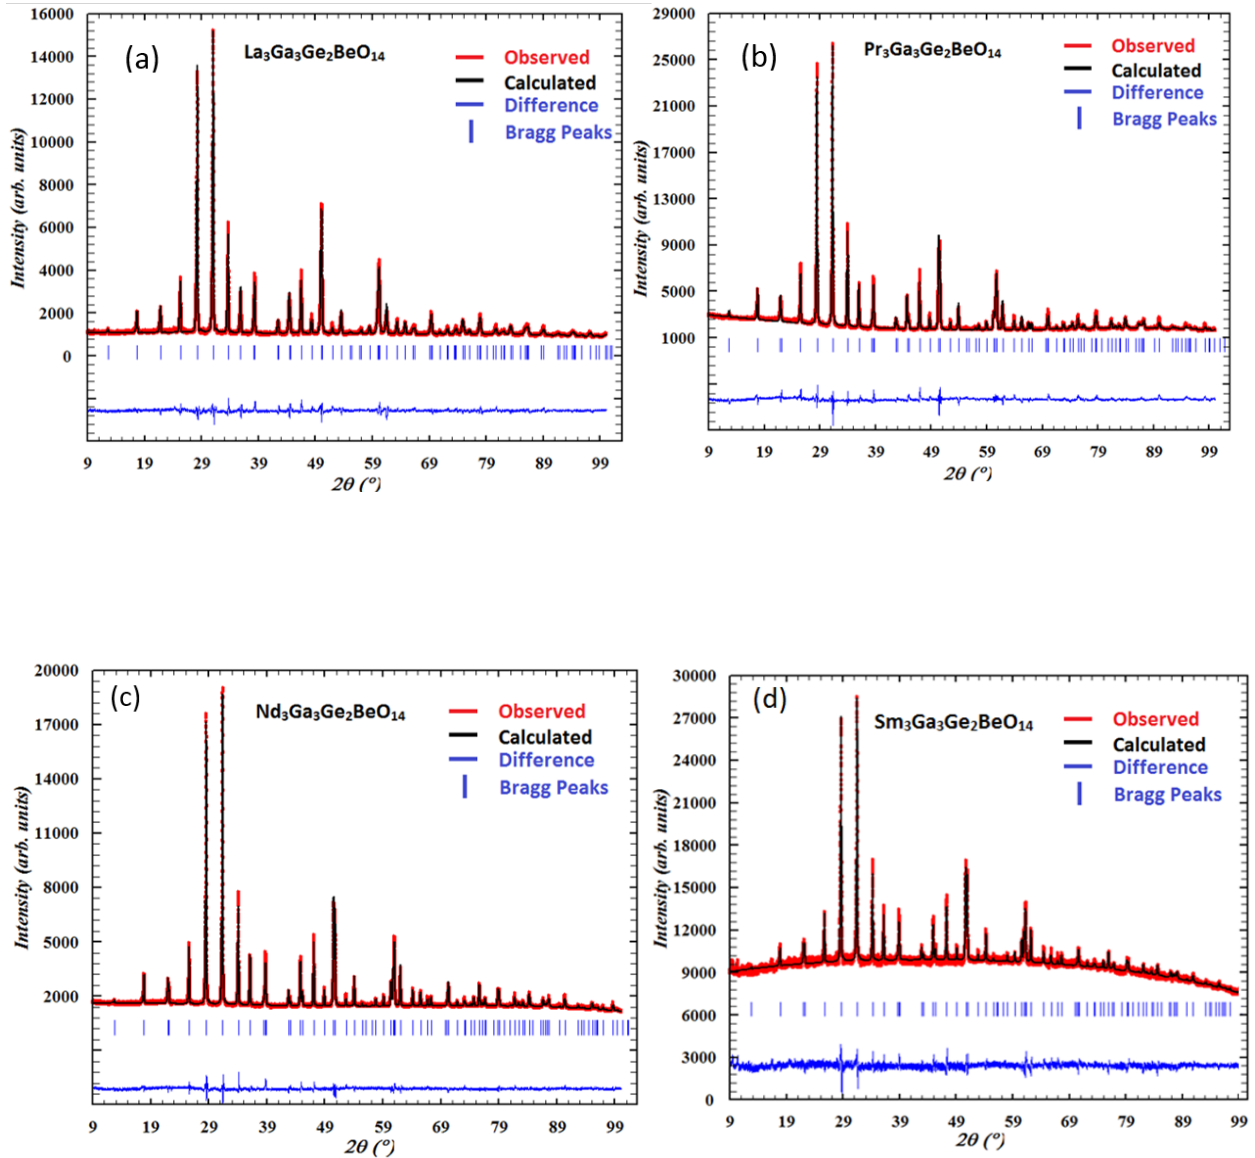 (a)
La₃Ga₃Ge₂BeO₁₄
Observed
Calculated
Difference
Bragg Peaks
16000
14000
12000
10000
8000
6000
4000
2000
0
Intensity (arb. units)
9 19 29 39 49 59 69 79 89 99
2θ (°)
(b)
Pr₃Ga₃Ge₂BeO₁₄
Observed
Calculated
Difference
Bragg Peaks
29000
25000
21000
17000
13000
9000
5000
1000
Intensity (arb. units)
9 19 29 39 49 59 69 79 89 99
2θ (°)
(c)
Nd₃Ga₃Ge₂BeO₁₄
Observed
Calculated
Difference
Bragg Peaks
20000
17000
14000
11000
8000
5000
2000
Intensity (arb. units)
9 19 29 39 49 59 69 79 89 99
2θ (°)
(d)
Sm₃Ga₃Ge₂BeO₁₄
Observed
Calculated
Difference
Bragg Peaks
30000
27000
24000
21000
18000
15000
12000
9000
6000
3000
0
Intensity (arb. units)
9 19 29 39 49 59 69 79 89 99
2θ (°)